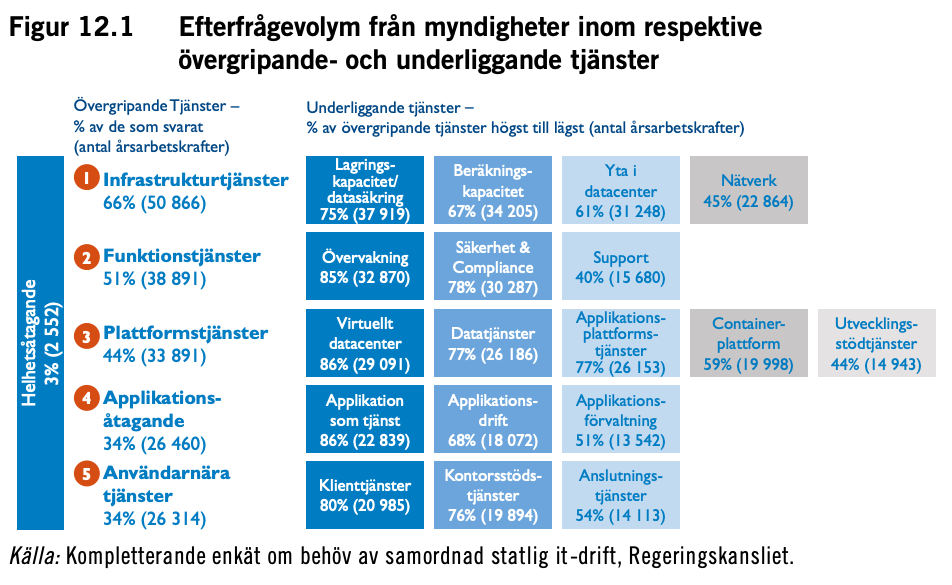 Figur 12.1 Efterfrågevolym från myndigheter inom respektive
övergripande- och underliggande tjänster
Övergripande Tjänster –
% av de som svarat
(antal årsarbetskrafter)
Underliggande tjänster –
% av övergripande tjänster högst till lägst (antal årsarbetskrafter)
Helhetsåtagande
3% (2 552)
1 Infrastrukturtjänster
66% (50 866)
Lagrings-
kapacitet/
datasäkring
75% (37 919)
Beräknings-
kapacitet
67% (34 205)
Yta i
datacenter
61% (31 248)
Nätverk
45% (22 864)
2 Funktionstjänster
51% (38 891)
Övervakning
85% (32 870)
Säkerhet &
Compliance
78% (30 287)
Support
40% (15 680)
3 Plattformstjänster
44% (33 891)
Virtuellt
datacenter
86% (29 091)
Datatjänster
77% (26 186)
Applikations-
plattforms-
tjänster
77% (26 153)
Container-
plattform
59% (19 998)
Utvecklings-
stödtjänster
44% (14 943)
4 Applikations-
åtagande
34% (26 460)
Applikation
som tjänst
86% (22 839)
Applikations-
drift
68% (18 072)
Applikations-
förvaltning
51% (13 542)
5 Användarnära
tjänster
34% (26 314)
Klienttjänster
80% (20 985)
Kontorsstöds-
tjänster
76% (19 894)
Anslutnings-
tjänster
54% (14 113)
Källa: Kompletterande enkät om behöv av samordnad statlig it-drift, Regeringskansliet.